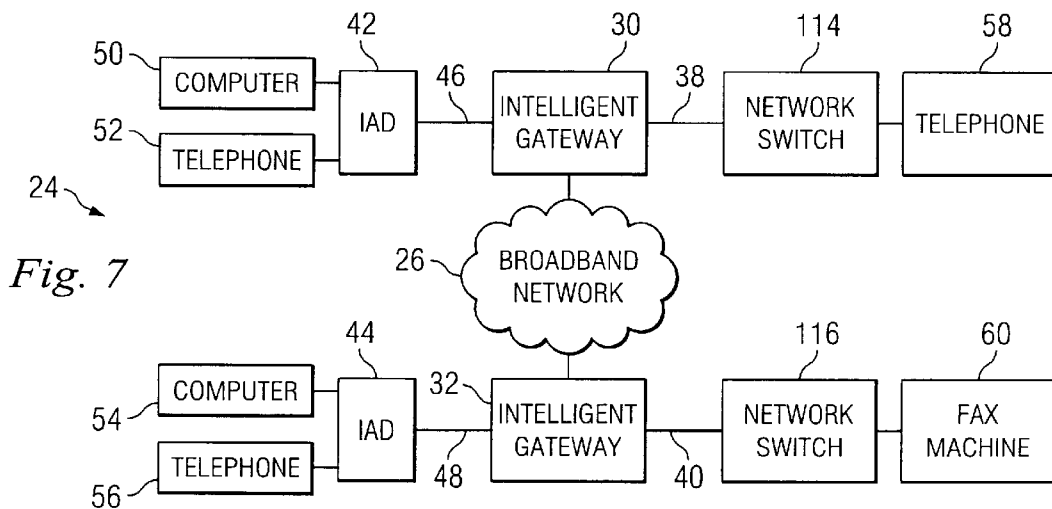 42 30 114 58
50
COMPUTER
46 38
IAD
INTELLIGENT
GATEWAY
NETWORK
SWITCH
TELEPHONE
52
TELEPHONE
24
Fig. 7
26
BROADBAND
NETWORK
44 116 60
32
COMPUTER
54
IAD
INTELLIGENT
GATEWAY
NETWORK
SWITCH
FAX
MACHINE
TELEPHONE
56
48 40